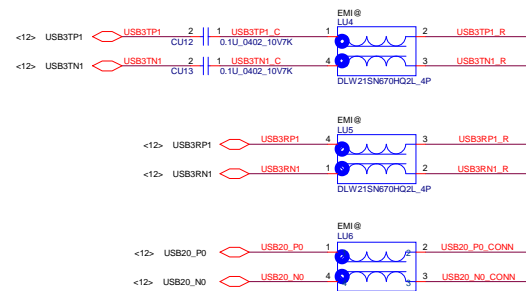 EMI@
LU4
<12> USB3TP1 USB3TP1 2 1 USB3TP1_C 1 2 USB3TP1_R
CU12 0.1U_0402_10V7K
<12> USB3TN1 USB3TN1 2 1 USB3TN1_C 4 3 USB3TN1_R
CU13 0.1U_0402_10V7K
DLW21SN670HQ2L_4P
EMI@
LU5
<12> USB3RP1 USB3RP1 4 3 USB3RP1_R
<12> USB3RN1 USB3RN1 1 2 USB3RN1_R
DLW21SN670HQ2L_4P
EMI@
LU6
<12> USB20_P0 USB20_P0 1 2 2 USB20_P0_CONN
<12> USB20_N0 USB20_N0 4 4 3 3 USB20_N0_CONN